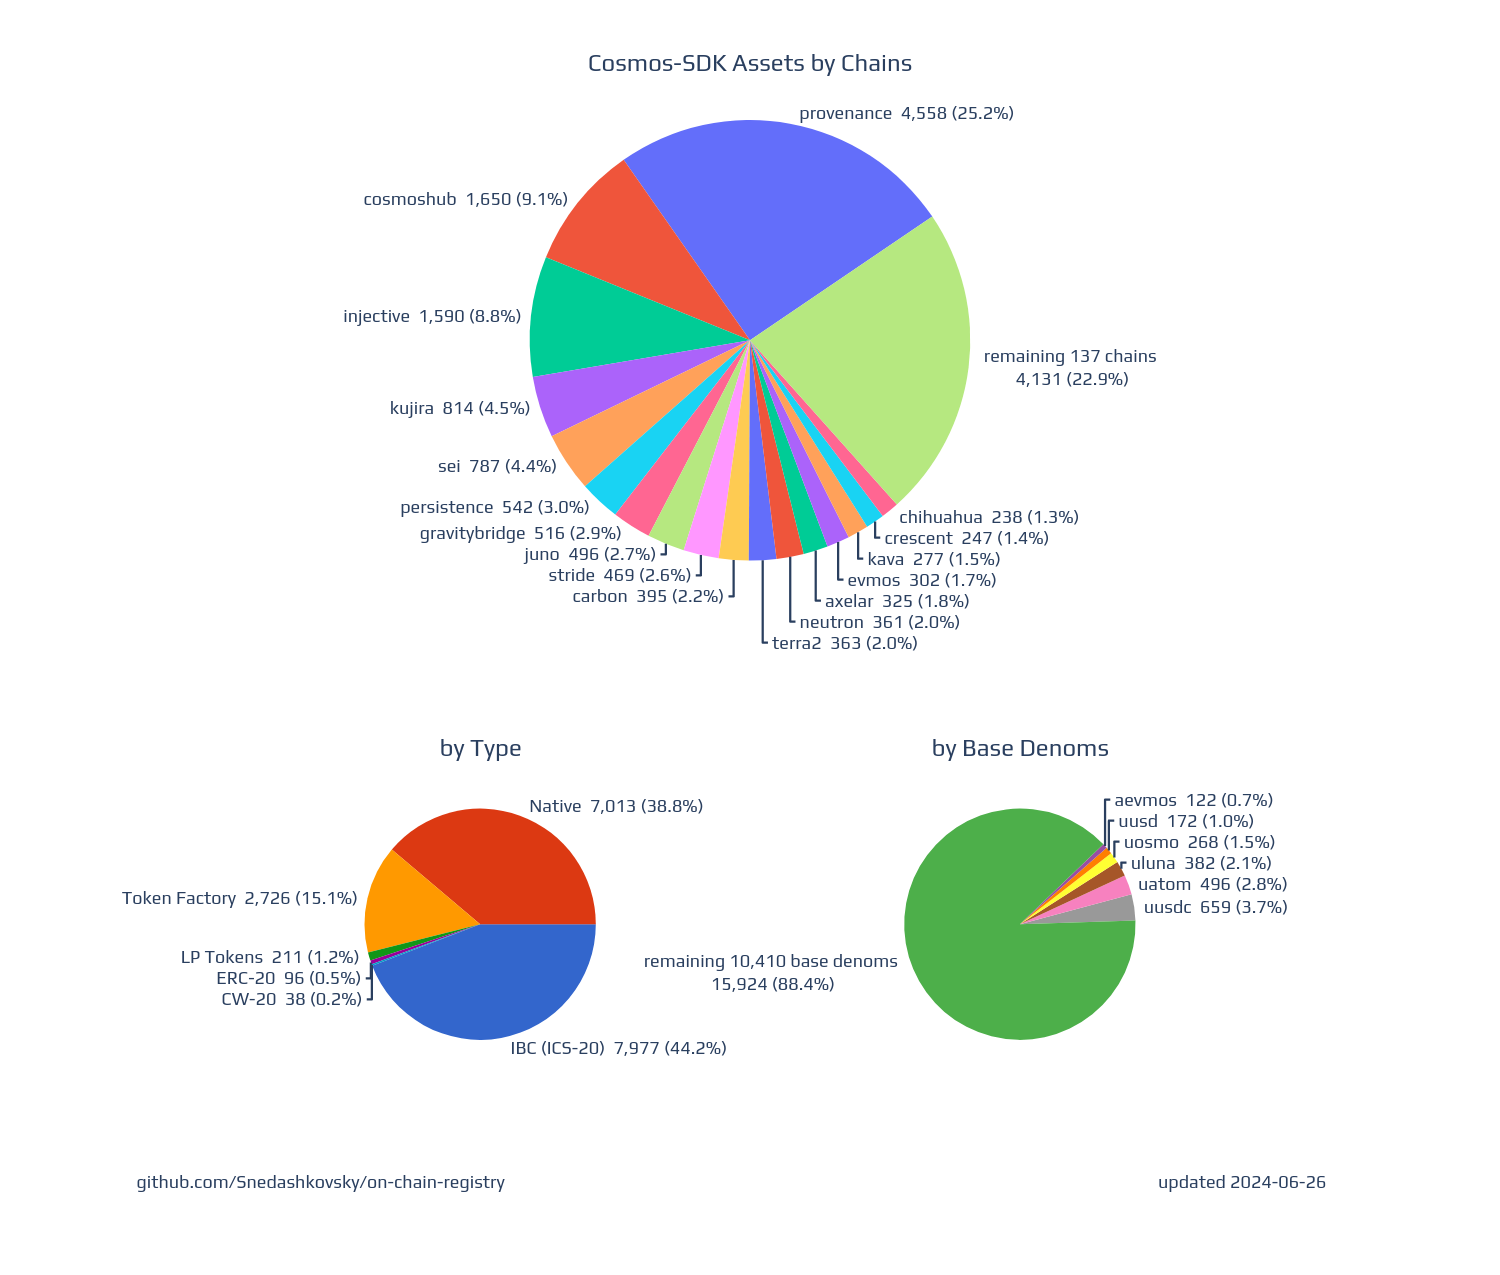 Cosmos-SDK Assets by Chains
provenance 4,558 (25.2%)
cosmoshub 1,650 (9.1%)
injective 1,590 (8.8%)
remaining 137 chains
4,131 (22.9%)
kujira 814 (4.5%)
sei 787 (4.4%)
persistence 542 (3.0%)
chihuahua 238 (1.3%)
gravitybridge 516 (2.9%)
crescent 247 (1.4%)
juno 496 (2.7%)
kava 277 (1.5%)
stride 469 (2.6%)
evmos 302 (1.7%)
carbon 395 (2.2%)
axelar 325 (1.8%)
neutron 361 (2.0%)
terra2 363 (2.0%)
by Type
Native 7,013 (38.8%)
Token Factory 2,726 (15.1%)
LP Tokens 211 (1.2%)
ERC-20 96 (0.5%)
CW-20 38 (0.2%)
IBC (ICS-20) 7,977 (44.2%)
by Base Denoms
aevmos 122 (0.7%)
uusd 172 (1.0%)
uosmo 268 (1.5%)
uluna 382 (2.1%)
uatom 496 (2.8%)
uusdc 659 (3.7%)
remaining 10,410 base denoms
15,924 (88.4%)
github.com/Snedashkovsky/on-chain-registry
updated 2024-06-26